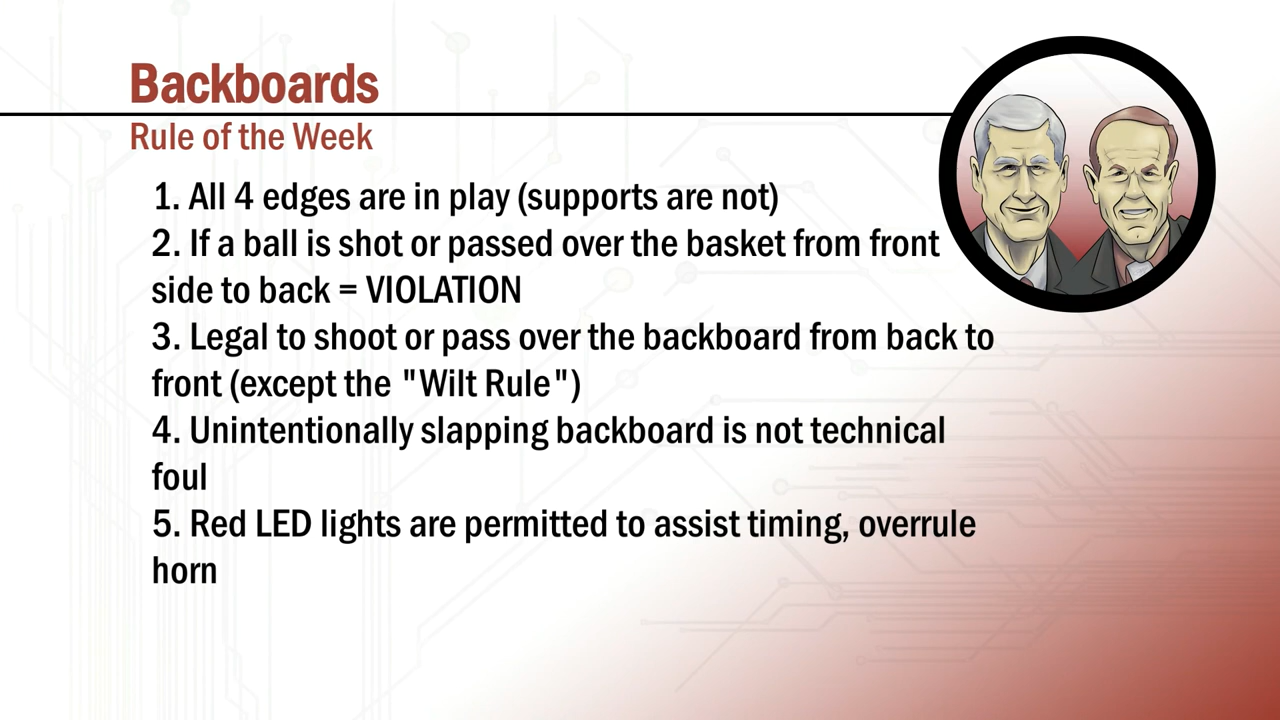 Backboards
Rule of the Week
1. All 4 edges are in play (supports are not)
2. If a ball is shot or passed over the basket from front
side to back = VIOLATION
3. Legal to shoot or pass over the backboard from back to
front (except the "Wilt Rule")
4. Unintentionally slapping backboard is not technical
foul
5. Red LED lights are permitted to assist timing, overrule
horn